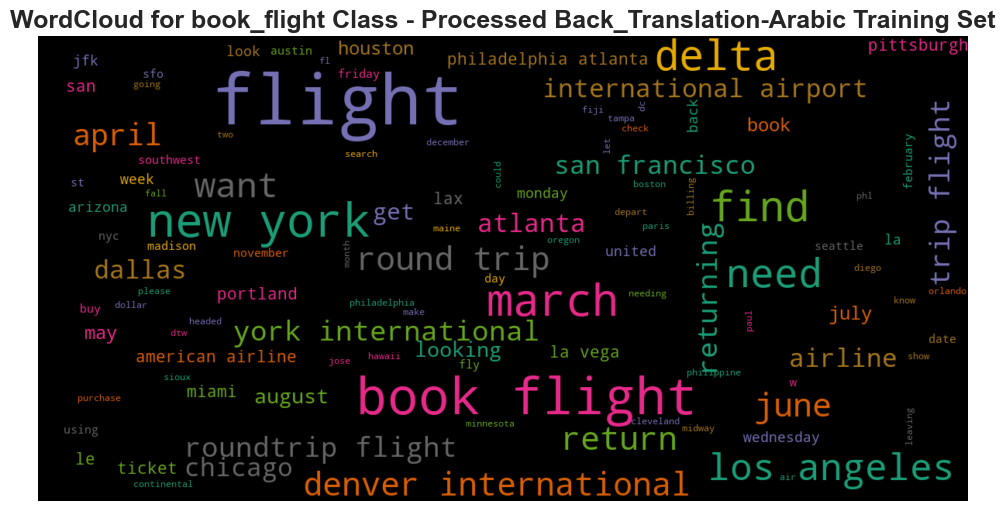 WordCloud for book_flight Class - Processed Back_Translation-Arabic Training Set
flight
delta
pittsburgh
look
austin
houston
philadelphia atlanta
jfk
fl
sfo
friday
san
going
international airport
fiji
dc
back
tampa
check
book
april
two
december
let
february
trip flight
search
southwest
could
san francisco
st
week
fall
want
lax
monday
boston
billing
phl
find
arizona
new york
get
maine
atlanta
depart
oregon
paris
united
returning
seattle
la
nyc
madison
november
month
round trip
dallas
day
need
diego
orlando
please
portland
philadelphia
make
march
needing
know
buy
dollar
may
headed
dtw
york international
paul
july
date
american airline
looking
la vega
jose
hawaii
fly
airline
show
sioux
philippine
w
miami
august
book flight
purchase
june
minnesota
cleveland
midway
leaving
using
roundtrip flight
return
wednesday
le
ticket
chicago
continental
denver international
los angeles
air